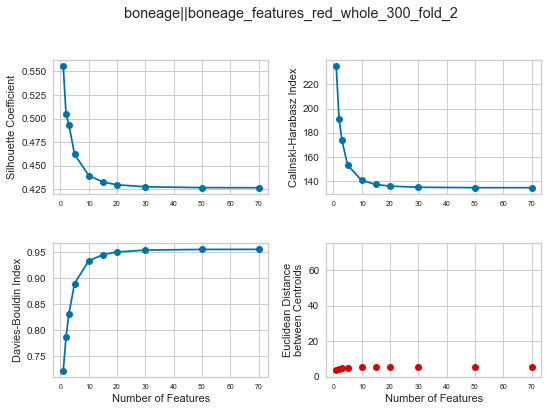 boneage||boneage_features_red_whole_300_fold_2
Silhouette Coefficient
0.550
0.525
0.500
0.475
0.450
0.425
0 10 20 30 40 50 60 70
Calinski-Harabasz Index
220
200
180
160
140
0 10 20 30 40 50 60 70
Davies-Bouldin Index
0.95
0.90
0.85
0.80
0.75
0 10 20 30 40 50 60 70
Number of Features
Euclidean Distance
between Centroids
60
40
20
0
0 10 20 30 40 50 60 70
Number of Features